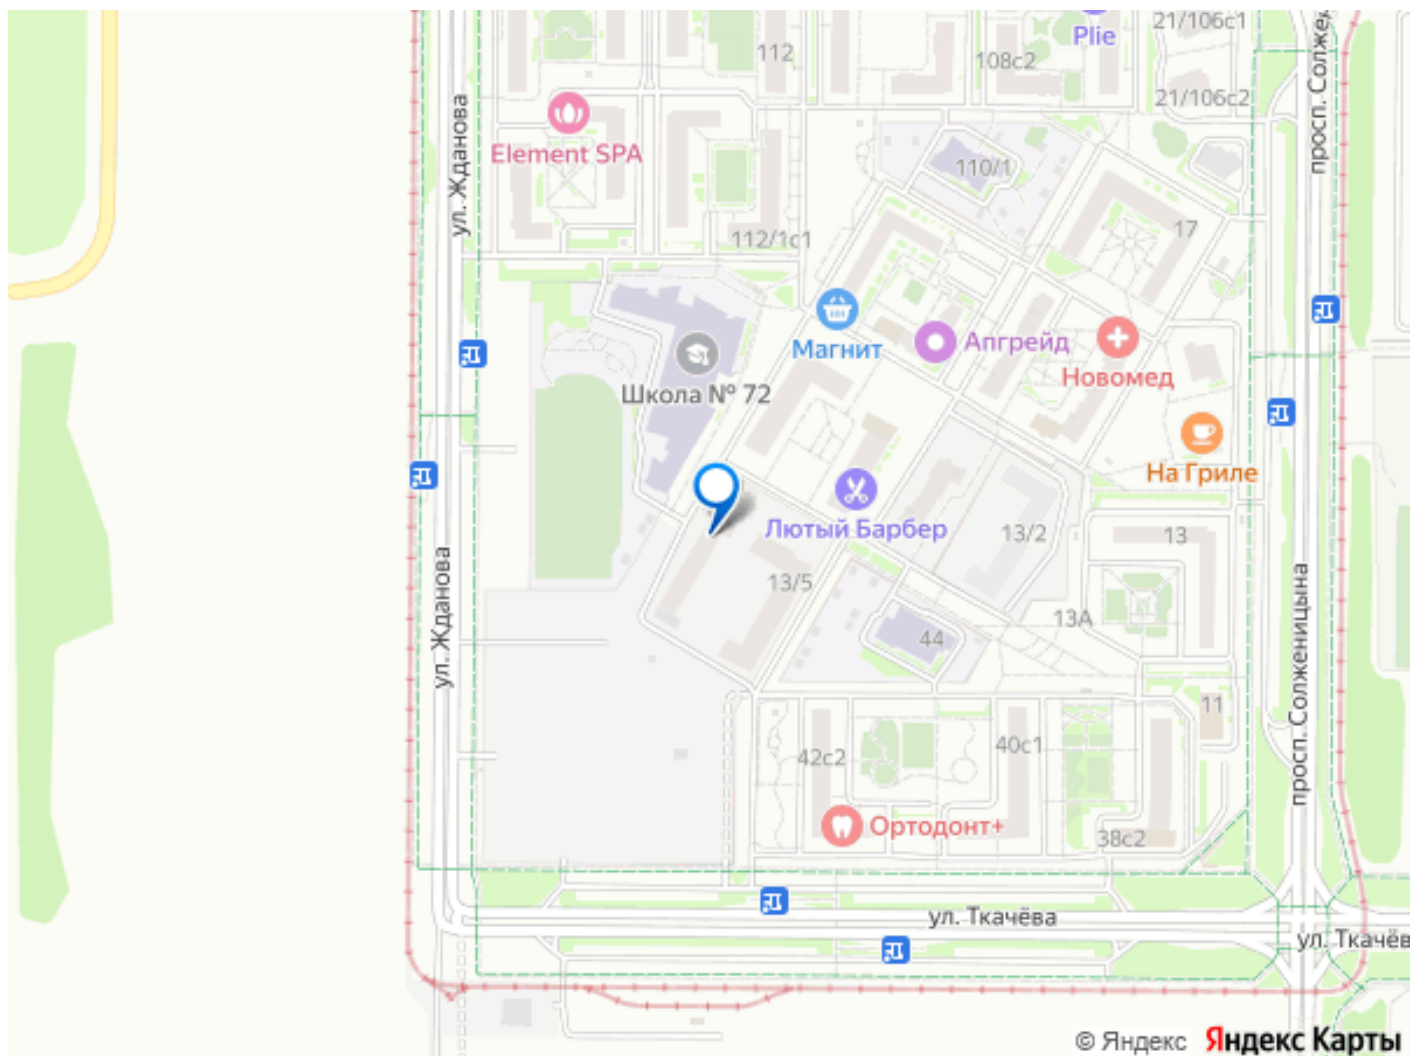 21/106с1
Plie
112
108с2
просп. Солже
21/106с2
ул. Жданова
Element SPA
110/1
17
112/1с1
Магнит
Апгрейд
Новомед
Школа № 72
На Гриле
Лютый Барбер
13/2
13
13/5
13А
44
ул. Жданова
просп. Солженицына
11
42с2
40с1
Ортодонт+
38с2
ул. Ткачёва
ул. Ткачёв
© Яндекс Яндекс Карты